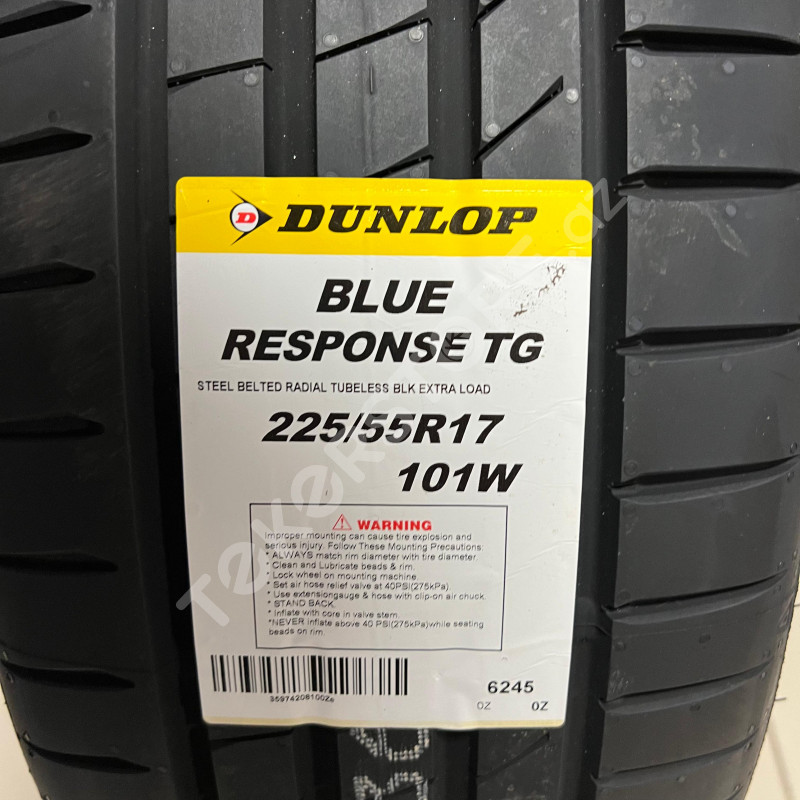 D DUNLOP
BLUE
RESPONSE TG
STEEL BELTED RADIAL TUBELESS BLK EXTRA LOAD
225/55R17
101W
WARNING
Improper mounting can cause tire explosion and
serious injury. Follow These Mounting Precautions:
* ALWAYS match rim diameter with tire diameter.
* Clean and Lubricate beads & rim.
* Lock wheel on mounting machine.
* Set air hose relief valve at 40PSI(275kPa).
* Use extensiongauge & hose with clip-on air chuck.
* STAND BACK.
* Inflate with core in valve stem.
*NEVER inflate above 40 PSI(275kPa)while seating
beads on rim.
6245
0Z 0Z